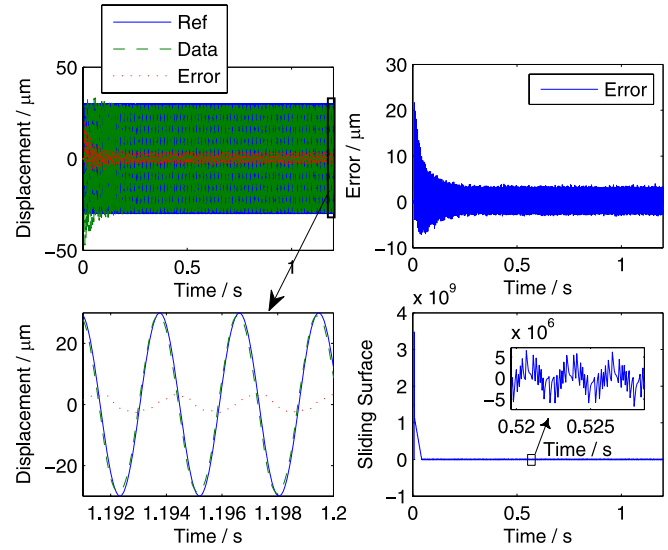 Ref
Data
Error
50
0
−50
0
0.5
1
Displacement / μm
Time / s
Error
30
20
10
0
−10
0
0.5
1
Error / μm
Time / s
20
0
−20
1.192
1.194
1.196
1.198
1.2
Displacement / μm
Time / s
x 10^9
4
3
2
1
0
−1
0
0.5
1
Sliding Surface
Time / s
x 10^6
5
0
−5
0.52
0.525
Time / s